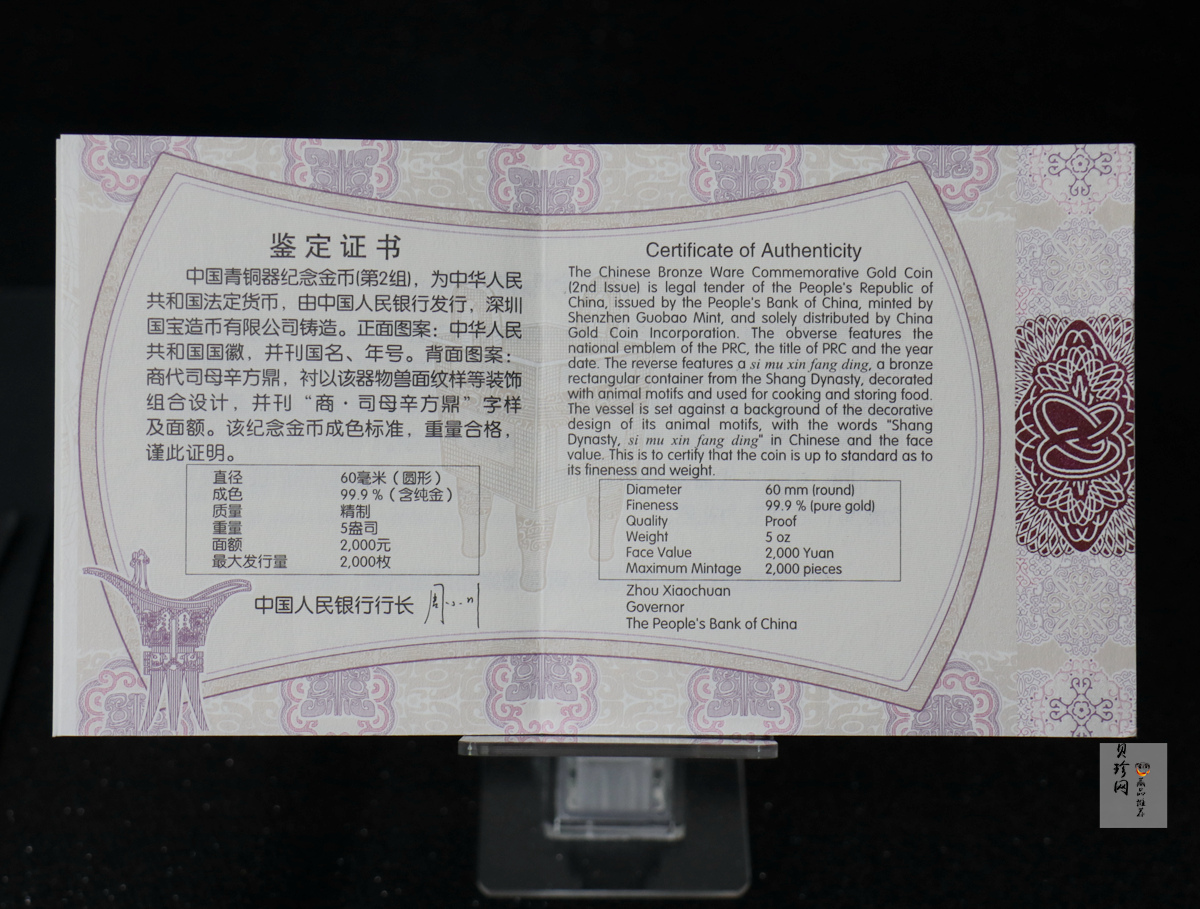 鉴定证书
中国青铜器纪念金币(第2组)，为中华人民
共和国法定货币，由中国人民银行发行，深圳
国宝造币有限公司铸造。正面图案：中华人民
共和国国徽，并刊国名、年号。背面图案：
商代司母辛方鼎，衬以该器物兽面纹样等装饰
组合设计，并刊“商·司母辛方鼎”字样
及面额。该纪念金币成色标准，重量合格，
谨此证明。
直径 60毫米（圆形）
成色 99.9％（含纯金）
质量 精制
重量 5盎司
面额 2,000元
最大发行量 2,000枚
中国人民银行行长 周小川
Certificate of Authenticity
The Chinese Bronze Ware Commemorative Gold Coin
(2nd Issue) is legal tender of the People's Republic of
China, issued by the People's Bank of China, minted by
Shenzhen Guobao Mint, and solely distributed by China
Gold Coin Incorporation. The obverse features the
national emblem of the PRC, the title of PRC and the year
date. The reverse features a si mu xin fang ding, a bronze
rectangular container from the Shang Dynasty, decorated
with animal motifs and used for cooking and storing food.
The vessel is set against a background of the decorative
design of its animal motifs, with the words "Shang
Dynasty, si mu xin fang ding" in Chinese and the face
value. This is to certify that the coin is up to standard as to
its fineness and weight.
Diameter 60 mm (round)
Fineness 99.9 % (pure gold)
Quality Proof
Weight 5 oz
Face Value 2,000 Yuan
Maximum Mintage 2,000 pieces
Zhou Xiaochuan
Governor
The People's Bank of China
贝珍网
藏品推荐